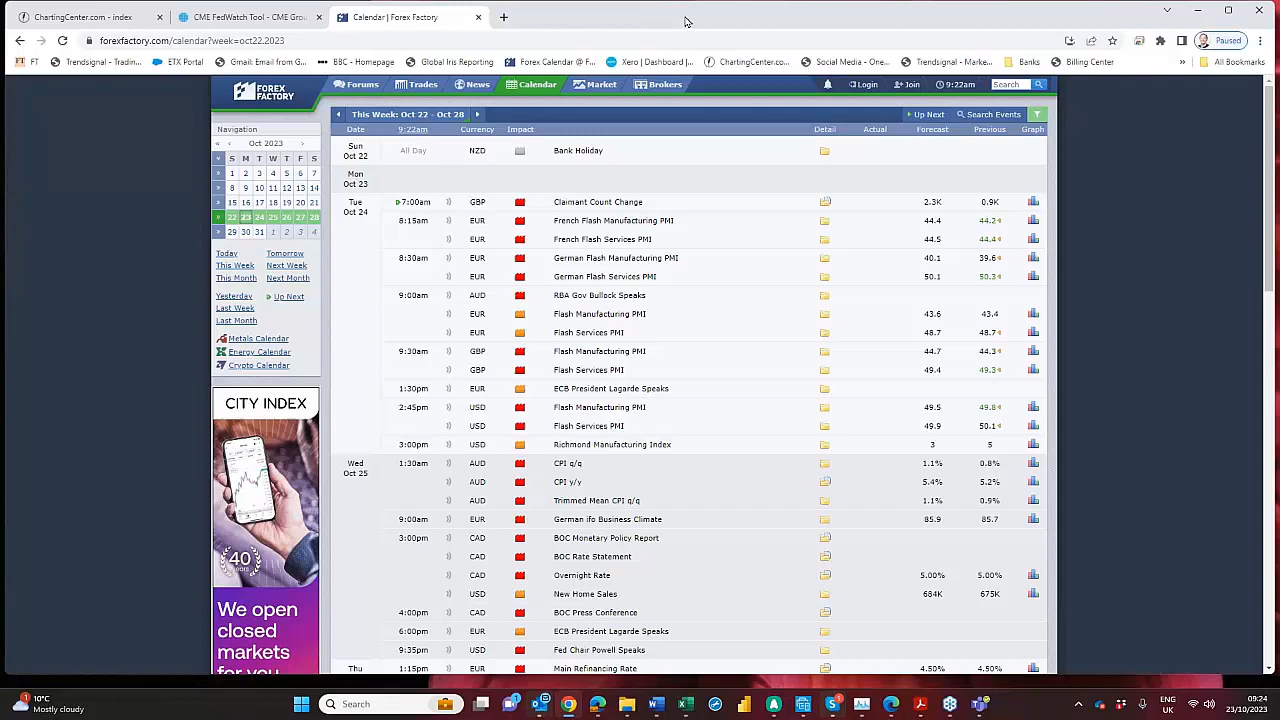 ChartingCenter.com - index
CME FedWatch Tool - CME Grou
Calendar | Forex Factory
forexfactory.com/calendar?week=oct22.2023
Paused
FT
Trendsignal - Tradin...
ETX Portal
Gmail: Email from G...
BBC - Homepage
Global Iris Reporting
Forex Calendar @ F...
Xero | Dashboard |...
ChartingCenter.co...
Social Media - One...
Trendsignal - Marke...
Banks
Billing Center
»
All Bookmarks
FOREX FACTORY
Forums
Trades
News
Calendar
Market
Brokers
Login
Join
9:22am
Search
Navigation
« ‹ Oct 2023 ›
» S M T W T F S
» 1 2 3 4 5 6 7
» 8 9 10 11 12 13 14
» 15 16 17 18 19 20 21
» 22 23 24 25 26 27 28
» 29 30 31 1 2 3 4
Today Tomorrow
This Week Next Week
This Month Next Month
Yesterday Up Next
Last Week
Last Month
Metals Calendar
Energy Calendar
Crypto Calendar
CITY INDEX
40
YEARS
We open
closed
markets
for you
This Week: Oct 22 - Oct 28
Up Next
Search Events
Date 9:22am Currency Impact Detail Actual Forecast Previous Graph
Sun Oct 22 All Day NZD Bank Holiday
Mon Oct 23
Tue Oct 24 7:00am GBP Claimant Count Change 2.3K 0.9K
8:15am EUR French Flash Manufacturing PMI 44.4 44.2
EUR French Flash Services PMI 44.5 44.4
8:30am EUR German Flash Manufacturing PMI 40.1 39.6
EUR German Flash Services PMI 50.1 50.3
9:00am AUD RBA Gov Bullock Speaks
EUR Flash Manufacturing PMI 43.6 43.4
EUR Flash Services PMI 48.7 48.7
9:30am GBP Flash Manufacturing PMI 44.7 44.3
GBP Flash Services PMI 49.4 49.3
1:30pm EUR ECB President Lagarde Speaks
2:45pm USD Flash Manufacturing PMI 49.5 49.8
USD Flash Services PMI 49.9 50.1
3:00pm USD Richmond Manufacturing Index 3 5
Wed Oct 25 1:30am AUD CPI q/q 1.1% 0.8%
AUD CPI y/y 5.4% 5.2%
AUD Trimmed Mean CPI q/q 1.1% 0.9%
9:00am EUR German ifo Business Climate 85.9 85.7
3:00pm CAD BOC Monetary Policy Report
CAD BOC Rate Statement
CAD Overnight Rate 5.00% 5.00%
USD New Home Sales 684K 675K
4:00pm CAD BOC Press Conference
6:00pm EUR ECB President Lagarde Speaks
9:35pm USD Fed Chair Powell Speaks
Thu 1:15pm EUR Main Refinancing Rate 4.50% 4.50%
10°C
Mostly cloudy
Search
ENG
UK
09:24
23/10/2023